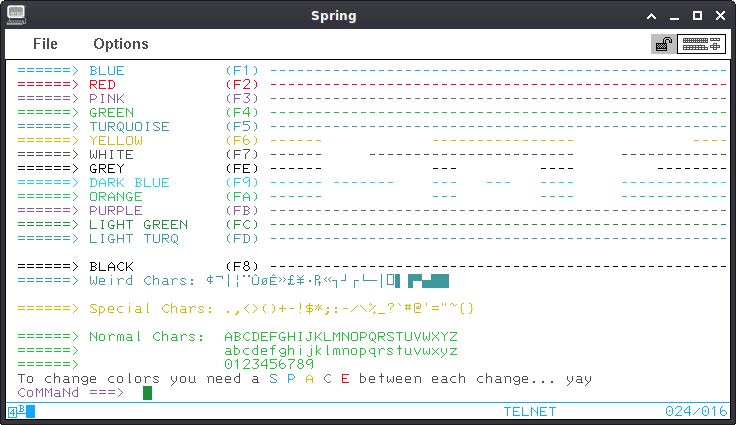 Spring
File Options
======> BLUE (F1) -----------------------------------------------------
======> RED (F2) -----------------------------------------------------
======> PINK (F3) -----------------------------------------------------
======> GREEN (F4) -----------------------------------------------------
======> TURQUOISE (F5) -----------------------------------------------------
======> YELLOW (F6) ------ ----------------- ----
======> WHITE (F7) ------ ------------------------ -------------
======> GREY (FE) ------ --- --- ---
======> DARK BLUE (F9) ------- ---- --- --- ---- -------------
======> ORANGE (FA) ------ --- ---- -------------
======> PURPLE (FB) -----------------------------------------------------
======> LIGHT GREEN (FC) -----------------------------------------------------
======> LIGHT TURQ (FD) -----------------------------------------------------
======> BLACK (F8) -----------------------------------------------------
======> Weird Chars:
======> Special Chars: .,<>()+-!$*;:-/\%_?`#@'="~{}
======> Normal Chars: ABCDEFGHIJKLMNOPQRSTUVWXYZ
======> abcdefghijklmnopqrstuvwxyz
======> 0123456789
To change colors you need a S P A C E between each change... yay
CoMMaNd ===>
4 B TELNET 024/016